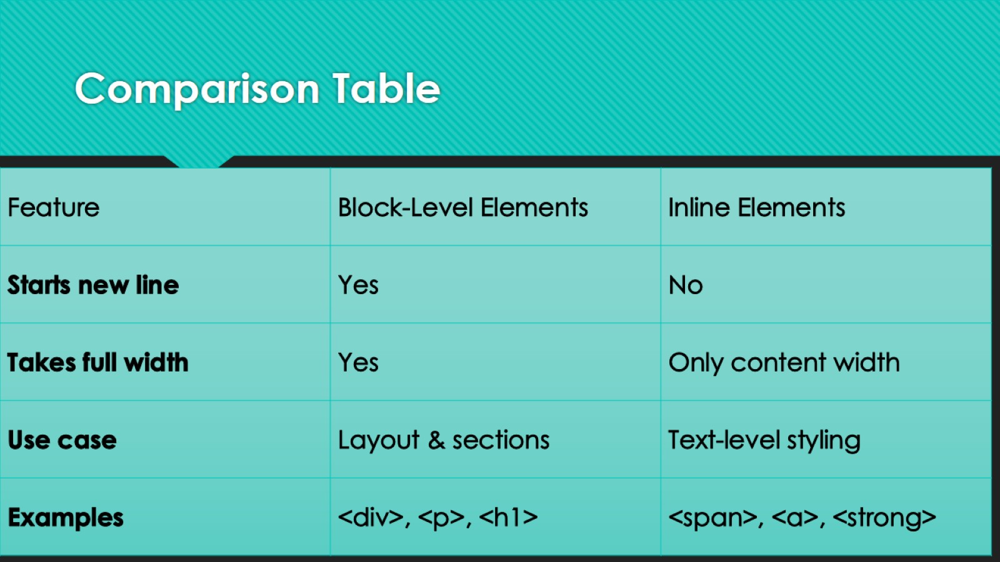 Comparison Table
Feature Block-Level Elements Inline Elements
Starts new line Yes No
Takes full width Yes Only content width
Use case Layout & sections Text-level styling
Examples <div>, <p>, <h1> <span>, <a>, <strong>